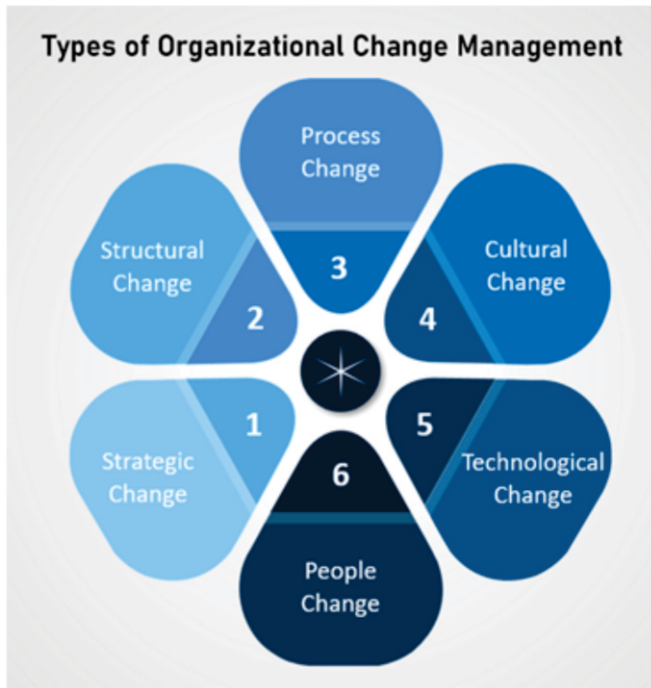 Types of Organizational Change Management
Strategic
Change
1
Structural
Change
2
Process
Change
3
Cultural
Change
4
Technological
Change
5
People
Change
6